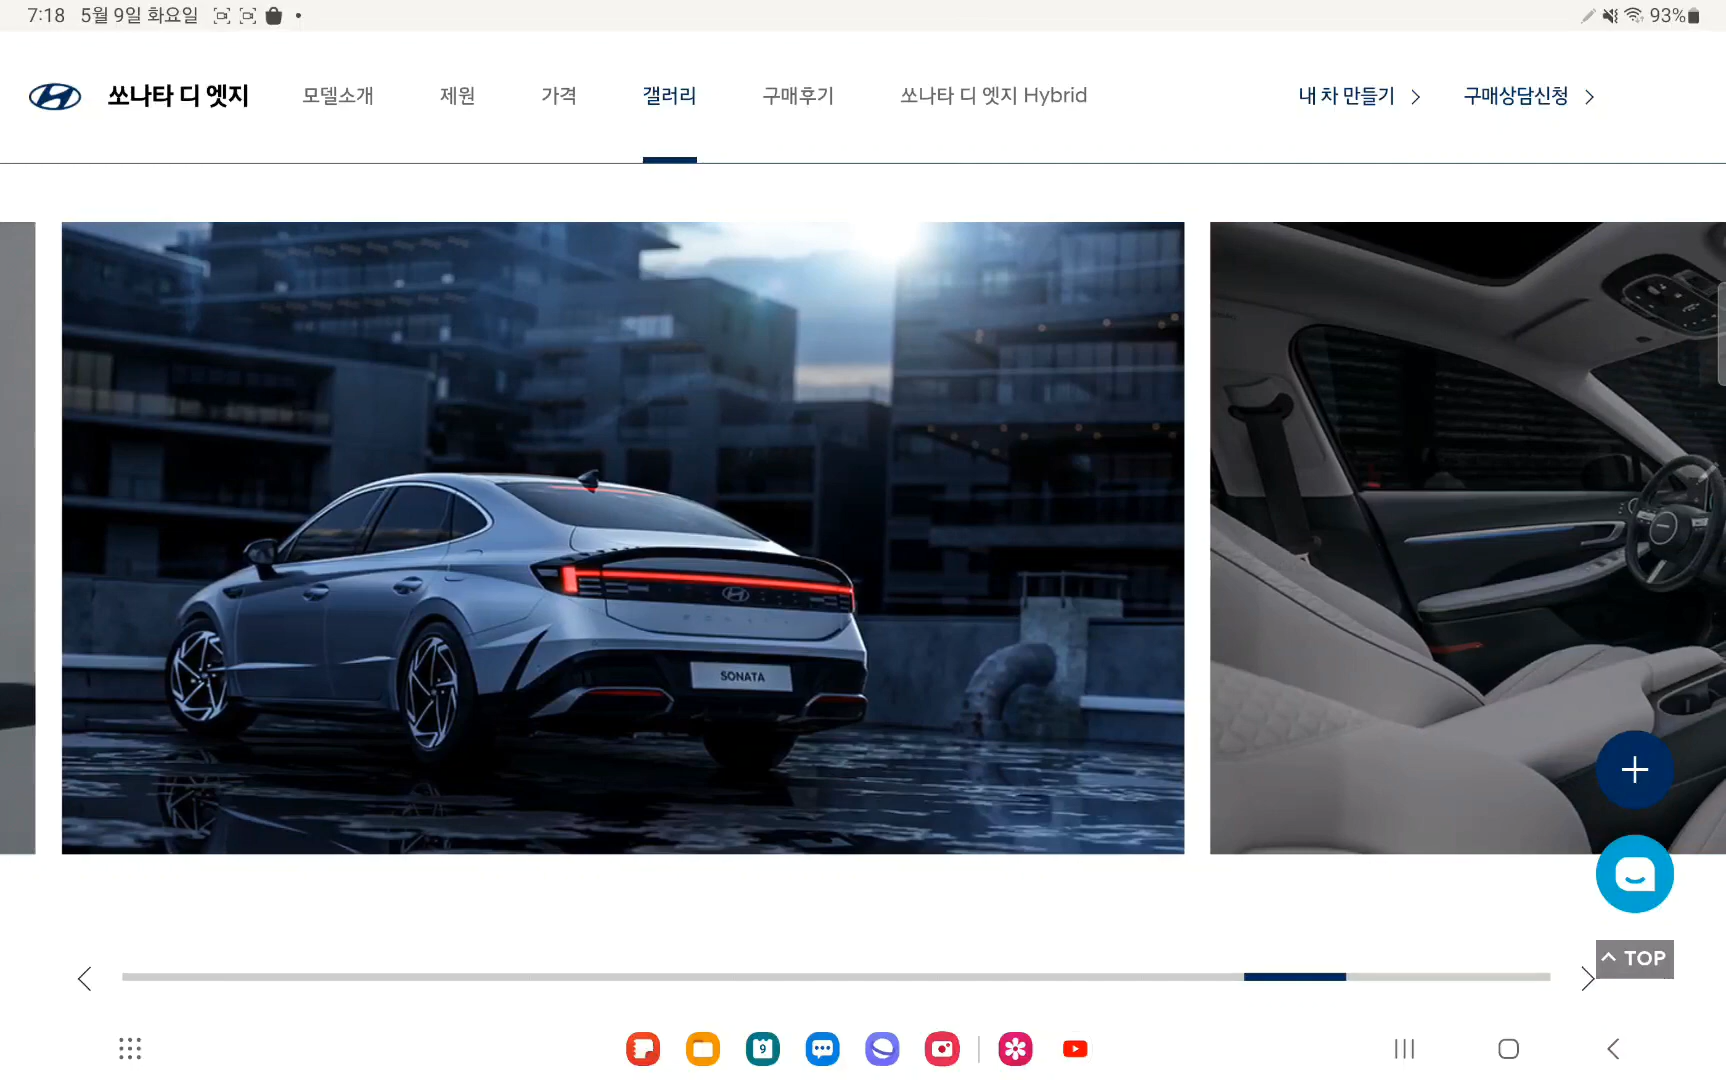 7:18 5월 9일 화요일 93%
쏘나타 디 엣지 모델소개 제원 가격 갤러리 구매후기 쏘나타 디 엣지 Hybrid 내 차 만들기 구매상담신청
SONATA
TOP
9